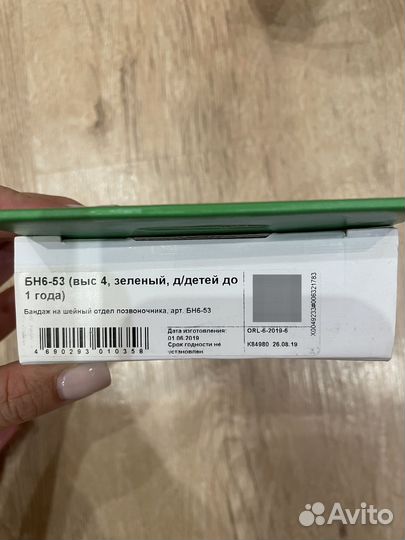 БН6-53 (выс 4, зеленый, д/детей до
1 года)
Бандаж на шейный отдел позвоночника, арт. БН6-53
4 690293 010358
Дата изготовления:
01.06.2019
Срок годности не
установлен
ORL-6-2019-6
K84980 26.08.19
Avito